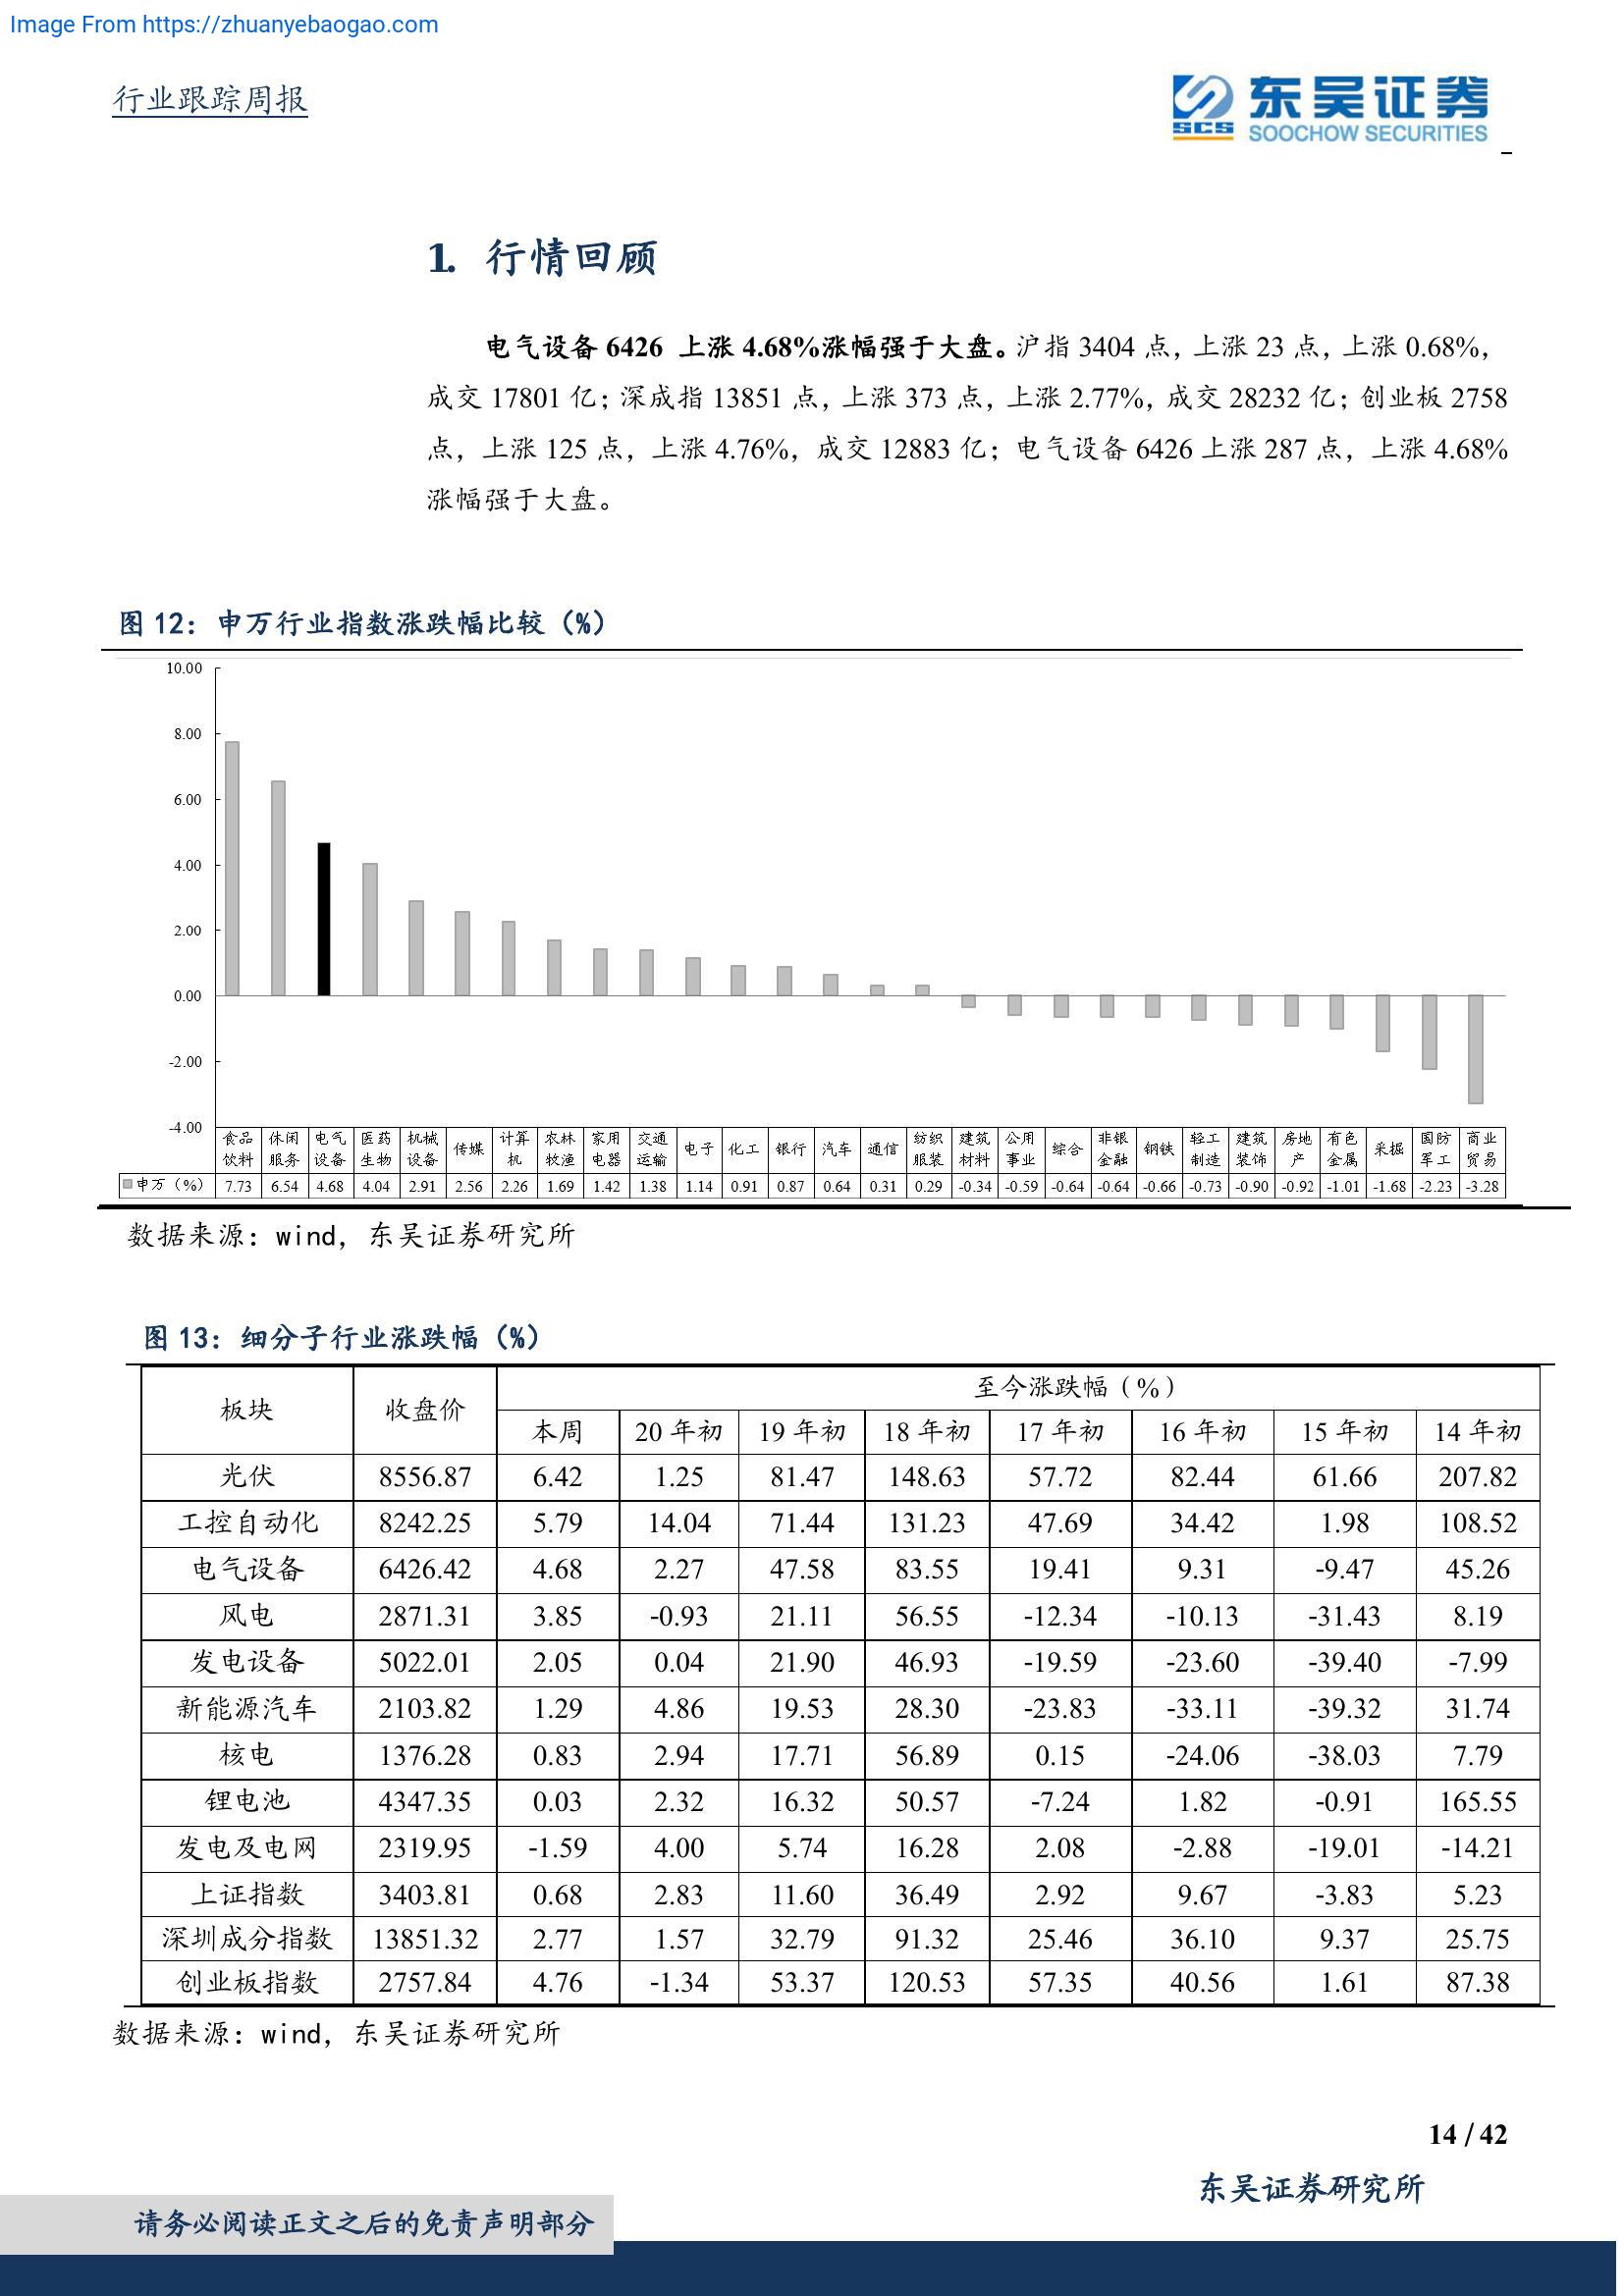 Image From https://zhuanyebaogao.com
行业跟踪周报
东吴证券
SCS
SOOCHOW SECURITIES
1. 行情回顾
电气设备 6426 上涨 4.68%涨幅强于大盘。沪指 3404 点，上涨 23 点，上涨 0.68%，
成交 17801 亿；深成指 13851 点，上涨 373 点，上涨 2.77%，成交 28232 亿；创业板 2758
点，上涨 125 点，上涨 4.76%，成交 12883 亿；电气设备 6426 上涨 287 点，上涨 4.68%
涨幅强于大盘。
图 12：申万行业指数涨跌幅比较（%）
10.00
8.00
6.00
4.00
2.00
0.00
-2.00
-4.00
食品饮料 休闲服务 电气设备 医药生物 机械设备 传媒 计算机 农林牧渔 家用电器 交通运输 电子 化工 银行 汽车 通信 纺织服装 建筑材料 公用事业 综合 非银金融 钢铁 轻工制造 建筑装饰 房地产 有色金属 采掘 国防军工 商业贸易
申万（%） 7.73 6.54 4.68 4.04 2.91 2.56 2.26 1.69 1.42 1.38 1.14 0.91 0.87 0.64 0.31 0.29 -0.34 -0.59 -0.64 -0.64 -0.66 -0.73 -0.90 -0.92 -1.01 -1.68 -2.23 -3.28
数据来源：wind，东吴证券研究所
图 13：细分子行业涨跌幅（%）
板块 收盘价 至今涨跌幅（%）
本周 20 年初 19 年初 18 年初 17 年初 16 年初 15 年初 14 年初
光伏 8556.87 6.42 1.25 81.47 148.63 57.72 82.44 61.66 207.82
工控自动化 8242.25 5.79 14.04 71.44 131.23 47.69 34.42 1.98 108.52
电气设备 6426.42 4.68 2.27 47.58 83.55 19.41 9.31 -9.47 45.26
风电 2871.31 3.85 -0.93 21.11 56.55 -12.34 -10.13 -31.43 8.19
发电设备 5022.01 2.05 0.04 21.90 46.93 -19.59 -23.60 -39.40 -7.99
新能源汽车 2103.82 1.29 4.86 19.53 28.30 -23.83 -33.11 -39.32 31.74
核电 1376.28 0.83 2.94 17.71 56.89 0.15 -24.06 -38.03 7.79
锂电池 4347.35 0.03 2.32 16.32 50.57 -7.24 1.82 -0.91 165.55
发电及电网 2319.95 -1.59 4.00 5.74 16.28 2.08 -2.88 -19.01 -14.21
上证指数 3403.81 0.68 2.83 11.60 36.49 2.92 9.67 -3.83 5.23
深圳成分指数 13851.32 2.77 1.57 32.79 91.32 25.46 36.10 9.37 25.75
创业板指数 2757.84 4.76 -1.34 53.37 120.53 57.35 40.56 1.61 87.38
数据来源：wind，东吴证券研究所
14 / 42
东吴证券研究所
请务必阅读正文之后的免责声明部分